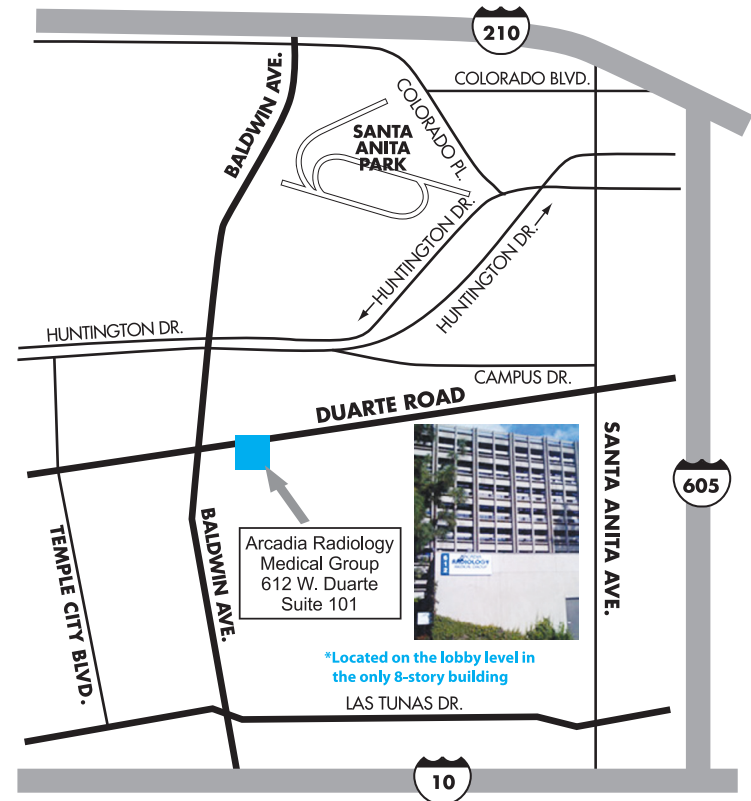 210
COLORADO BLVD.
BALDWIN AVE.
COLORADO PL.
SANTA
ANITA
PARK
HUNTINGTON DR.
HUNTINGTON DR.
HUNTINGTON DR.
CAMPUS DR.
DUARTE ROAD
SANTA ANITA AVE.
605
TEMPLE CITY BLVD.
BALDWIN AVE.
Arcadia Radiology
Medical Group
612 W. Duarte
Suite 101
612
RADIOLOGY
*Located on the lobby level in
the only 8-story building
LAS TUNAS DR.
10